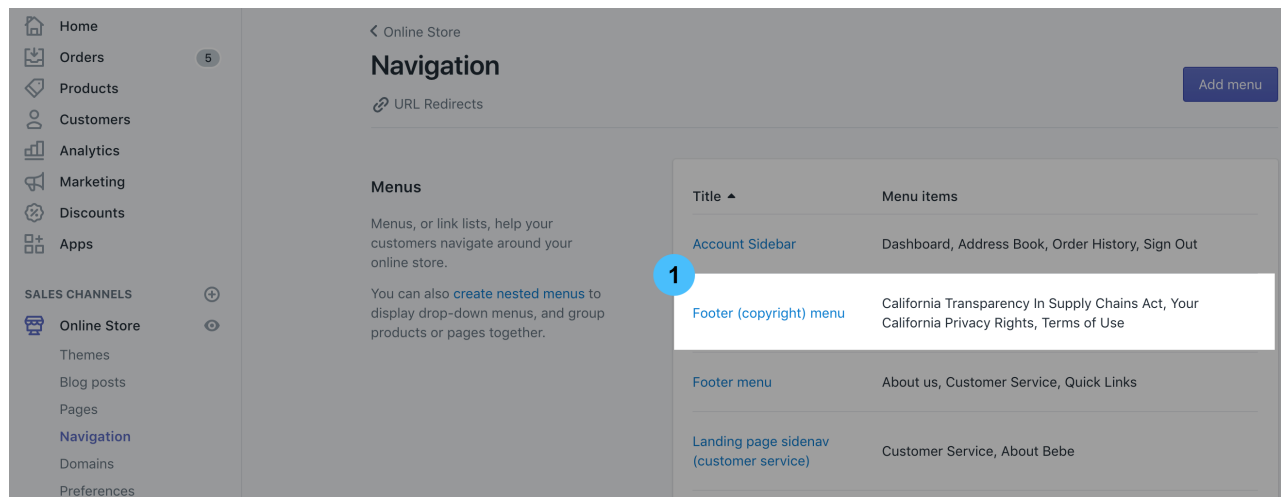 Home
Orders 5
Products
Customers
Analytics
Marketing
Discounts
Apps
SALES CHANNELS
Online Store
Themes
Blog posts
Pages
Navigation
Domains
Preferences
Online Store
Navigation
URL Redirects
Add menu
Menus
Menus, or link lists, help your
customers navigate around your
online store.
You can also create nested menus to
display drop-down menus, and group
products or pages together.
Title Menu items
Account Sidebar Dashboard, Address Book, Order History, Sign Out
1
Footer (copyright) menu California Transparency In Supply Chains Act, Your
California Privacy Rights, Terms of Use
Footer menu About us, Customer Service, Quick Links
Landing page sidenav
(customer service) Customer Service, About Bebe